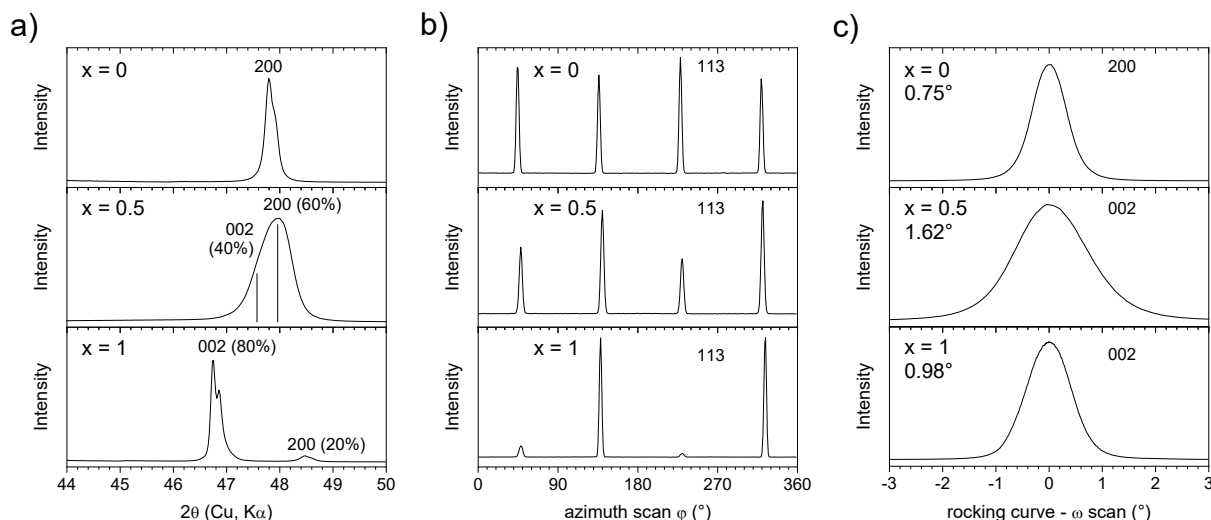 a)
x = 0
200
Intensity
x = 0.5
200 (60%)
002
(40%)
Intensity
x = 1
002 (80%)
200 (20%)
Intensity
44 45 46 47 48 49 50
2θ (Cu, Kα)
b)
x = 0
113
Intensity
x = 0.5
113
Intensity
x = 1
113
Intensity
0 90 180 270 360
azimuth scan φ (°)
c)
x = 0
0.75°
200
Intensity
x = 0.5
1.62°
002
Intensity
x = 1
0.98°
002
Intensity
-3 -2 -1 0 1 2 3
rocking curve - ω scan (°)